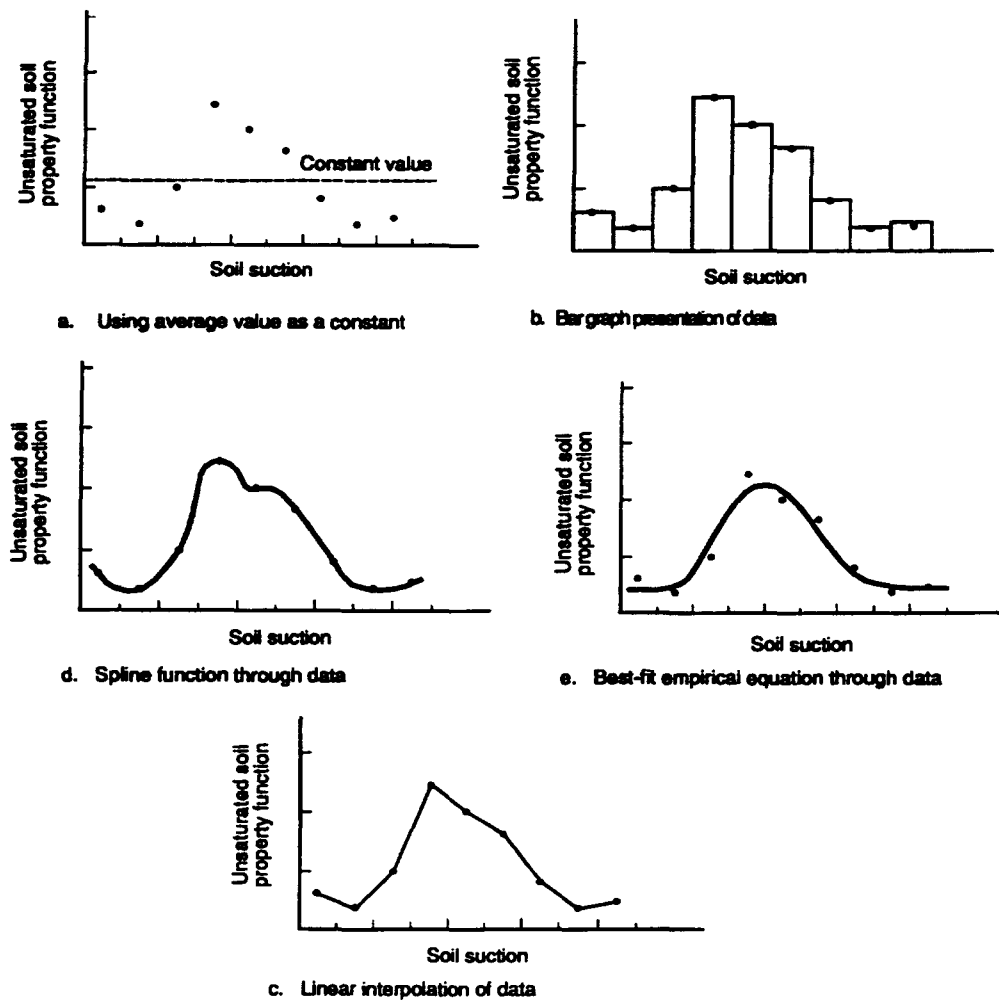 Unsaturated soil
property function
Constant value
Soil suction
a. Using average value as a constant
Unsaturated soil
property function
Soil suction
b. Bar graph presentation of data
Unsaturated soil
property function
Soil suction
d. Spline function through data
Unsaturated soil
property function
Soil suction
e. Best-fit empirical equation through data
Unsaturated soil
property function
Soil suction
c. Linear interpolation of data